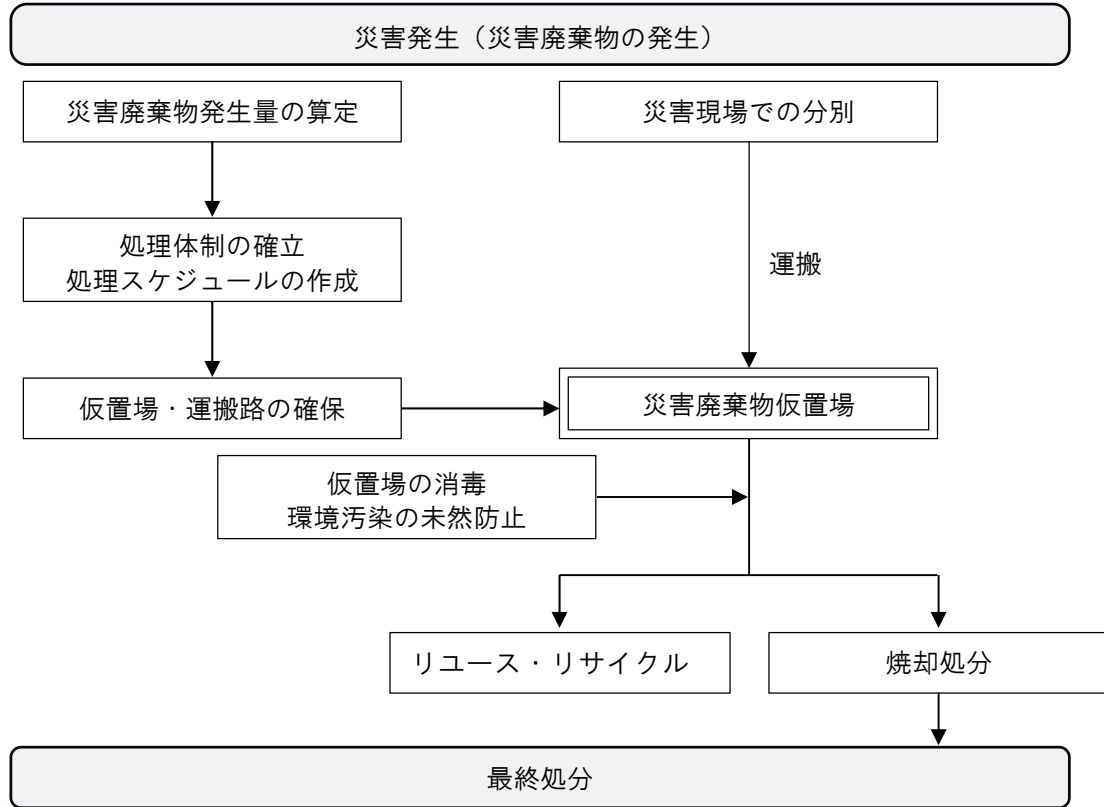 災害発生（災害廃棄物の発生）
災害廃棄物発生量の算定
災害現場での分別
処理体制の確立
処理スケジュールの作成
運搬
仮置場・運搬路の確保
災害廃棄物仮置場
仮置場の消毒
環境汚染の未然防止
リユース・リサイクル
焼却処分
最終処分